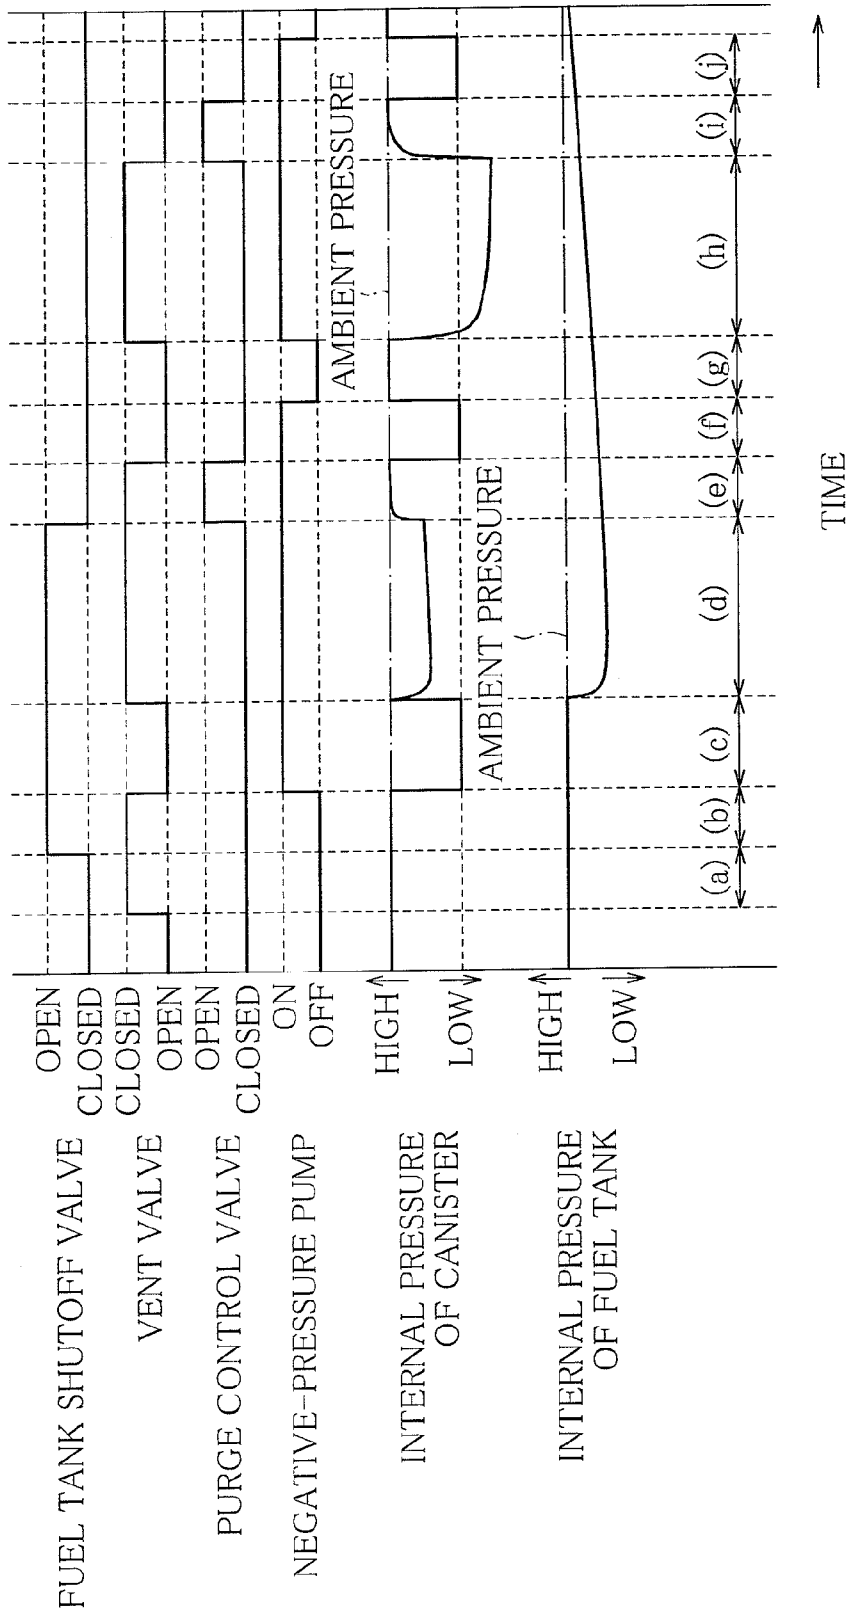 FUEL TANK SHUTOFF VALVE
OPEN
CLOSED
VENT VALVE
CLOSED
OPEN
PURGE CONTROL VALVE
OPEN
CLOSED
NEGATIVE-PRESSURE PUMP
ON
OFF
INTERNAL PRESSURE
OF CANISTER
HIGH
LOW
AMBIENT PRESSURE
INTERNAL PRESSURE
OF FUEL TANK
HIGH
LOW
AMBIENT PRESSURE
(a) (b) (c) (d) (e) (f) (g) (h) (i) (j)
TIME